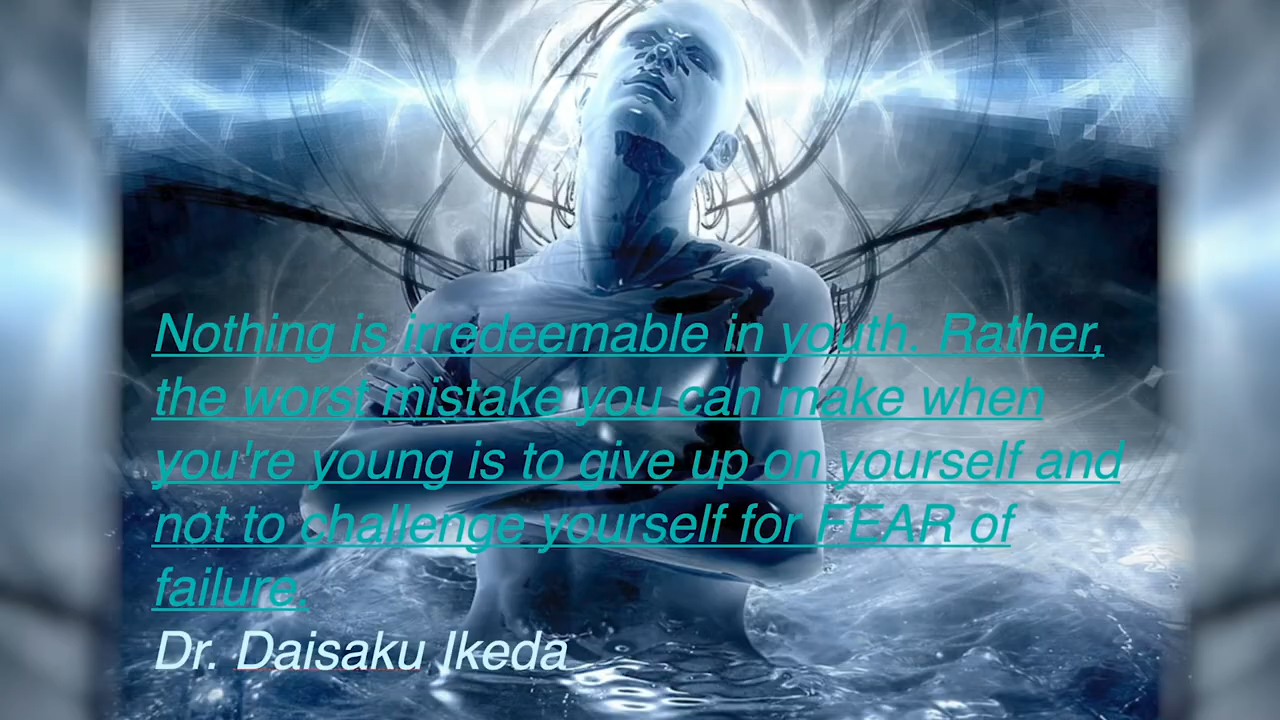 Nothing is irredeemable in youth. Rather,
the worst mistake you can make when
you're young is to give up on yourself and
not to challenge yourself for FEAR of
failure.
Dr. Daisaku Ikeda